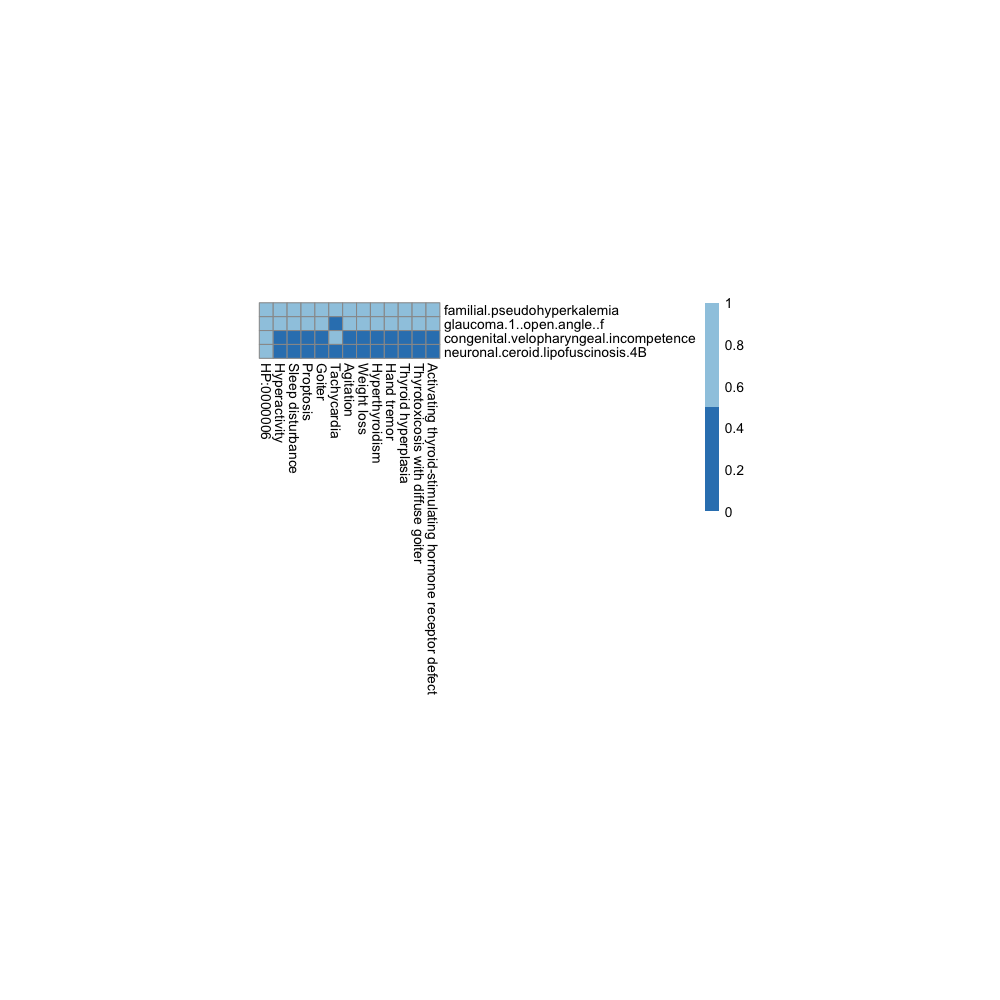 familial.pseudohyperkalemia
glaucoma.1..open.angle..f
congenital.velopharyngeal.incompetence
neuronal.ceroid.lipofuscinosis.4B
HP:0000006
Hyperactivity
Sleep disturbance
Proptosis
Goiter
Tachycardia
Agitation
Weight loss
Hyperthyroidism
Hand tremor
Thyroid hyperplasia
Thyrotoxicosis with diffuse goiter
Activating thyroid-stimulating hormone receptor defect
1
0.8
0.6
0.4
0.2
0